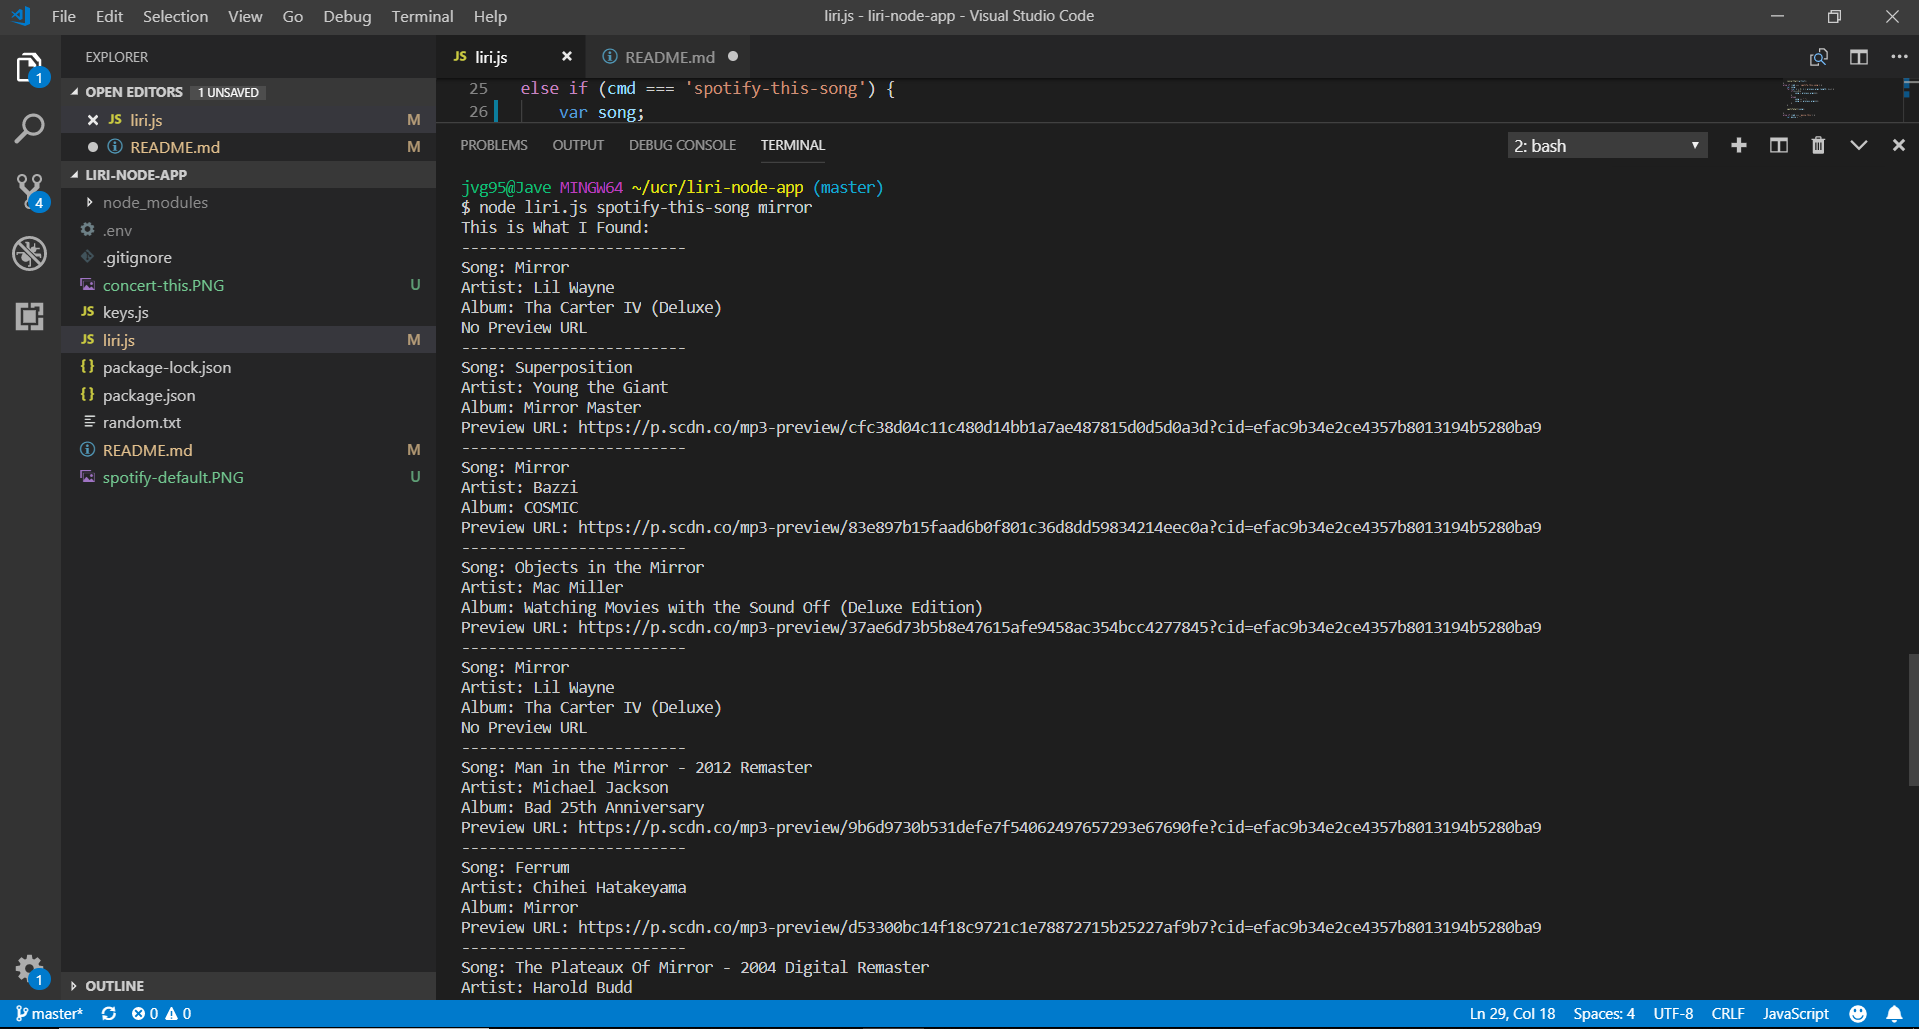 File Edit Selection View Go Debug Terminal Help
liri.js - liri-node-app - Visual Studio Code
EXPLORER
OPEN EDITORS 1 UNSAVED
JS liri.js M
README.md M
LIRI-NODE-APP
node_modules
.env
.gitignore
concert-this.PNG U
JS keys.js
JS liri.js M
{} package-lock.json
{} package.json
random.txt
README.md M
spotify-default.PNG U
OUTLINE
1
4
1
JS liri.js README.md
25 else if (cmd === 'spotify-this-song') {
26 var song;
PROBLEMS OUTPUT DEBUG CONSOLE TERMINAL 2: bash
jvg95@Jave MINGW64 ~/ucr/liri-node-app (master)
$ node liri.js spotify-this-song mirror
This is What I Found:
-------------------------
Song: Mirror
Artist: Lil Wayne
Album: Tha Carter IV (Deluxe)
No Preview URL
-------------------------
Song: Superposition
Artist: Young the Giant
Album: Mirror Master
Preview URL: https://p.scdn.co/mp3-preview/cfc38d04c11c480d14bb1a7ae487815d0d5d0a3d?cid=efac9b34e2ce4357b8013194b5280ba9
-------------------------
Song: Mirror
Artist: Bazzi
Album: COSMIC
Preview URL: https://p.scdn.co/mp3-preview/83e897b15faad6b0f801c36d8dd59834214eec0a?cid=efac9b34e2ce4357b8013194b5280ba9
-------------------------
Song: Objects in the Mirror
Artist: Mac Miller
Album: Watching Movies with the Sound Off (Deluxe Edition)
Preview URL: https://p.scdn.co/mp3-preview/37ae6d73b5b8e47615afe9458ac354bcc4277845?cid=efac9b34e2ce4357b8013194b5280ba9
-------------------------
Song: Mirror
Artist: Lil Wayne
Album: Tha Carter IV (Deluxe)
No Preview URL
-------------------------
Song: Man in the Mirror - 2012 Remaster
Artist: Michael Jackson
Album: Bad 25th Anniversary
Preview URL: https://p.scdn.co/mp3-preview/9b6d9730b531defe7f54062497657293e67690fe?cid=efac9b34e2ce4357b8013194b5280ba9
-------------------------
Song: Ferrum
Artist: Chihei Hatakeyama
Album: Mirror
Preview URL: https://p.scdn.co/mp3-preview/d53300bc14f18c9721c1e78872715b25227af9b7?cid=efac9b34e2ce4357b8013194b5280ba9
-------------------------
Song: The Plateaux Of Mirror - 2004 Digital Remaster
Artist: Harold Budd
master* 0 0 Ln 29, Col 18 Spaces: 4 UTF-8 CRLF JavaScript